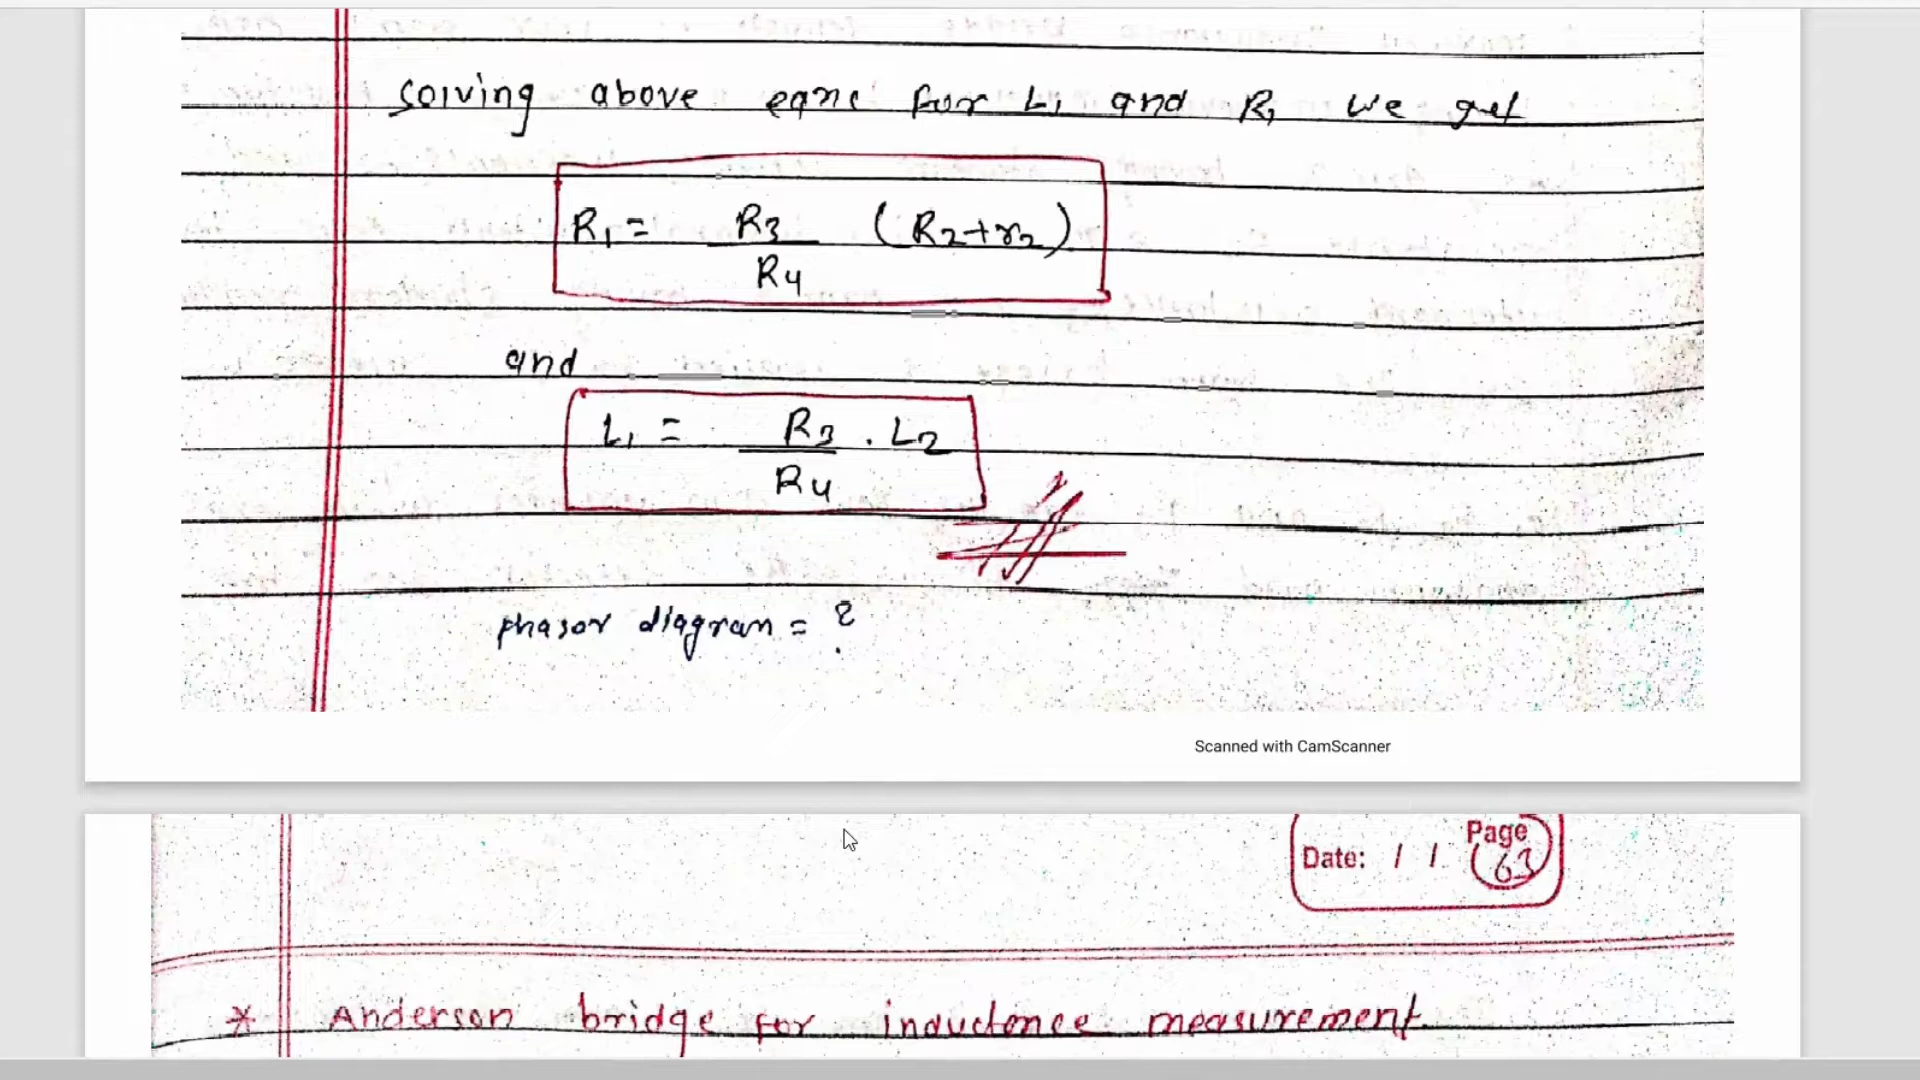 solving above eqns for L1 and R1 we get
R1 = R3 (R2+r2)
R4
and
L1 = R3 . L2
R4
phasor diagram = ?
Scanned with CamScanner
Page
Date: / / 63
* Anderson bridge for inductence measurement.